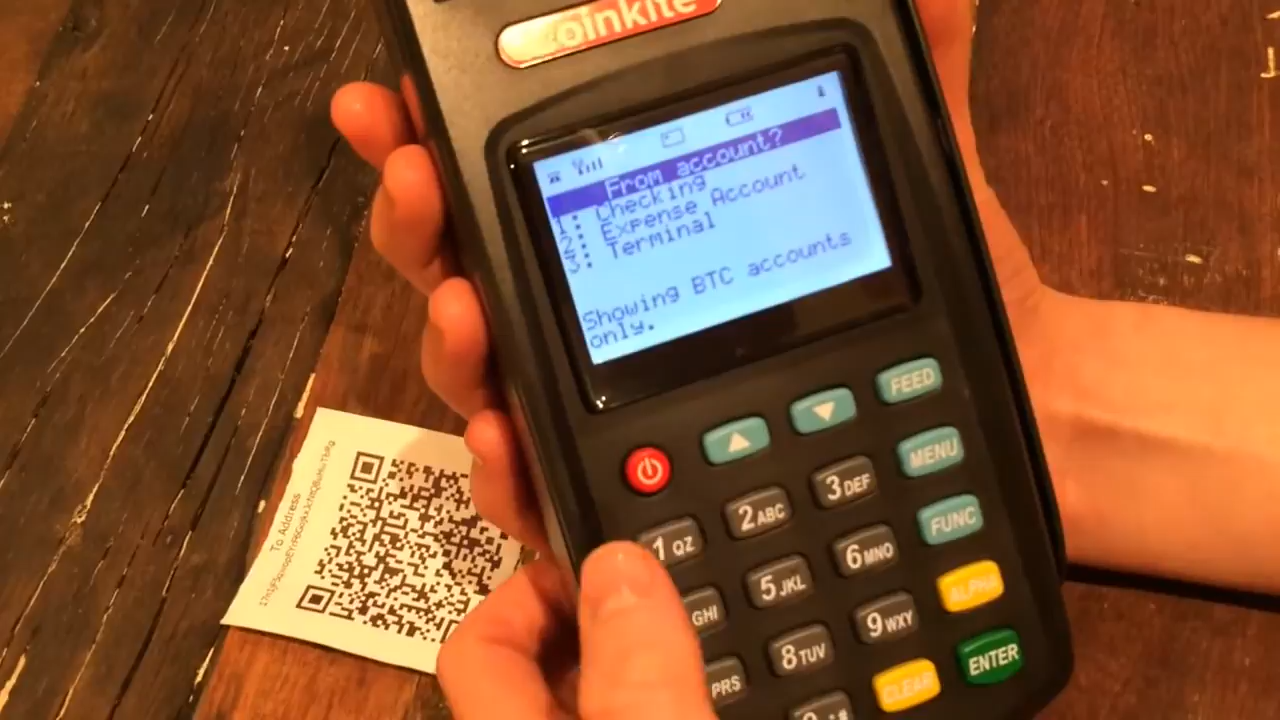 oinkite
From account?
1: Checking
2: Expense Account
3: Terminal
Showing BTC accounts
only.
FEED
MENU
FUNC
ALPHA
ENTER
CLEAR
1 QZ
2 ABC
3 DEF
GHI
5 JKL
6 MNO
PRS
8 TUV
9 WXY
To Address